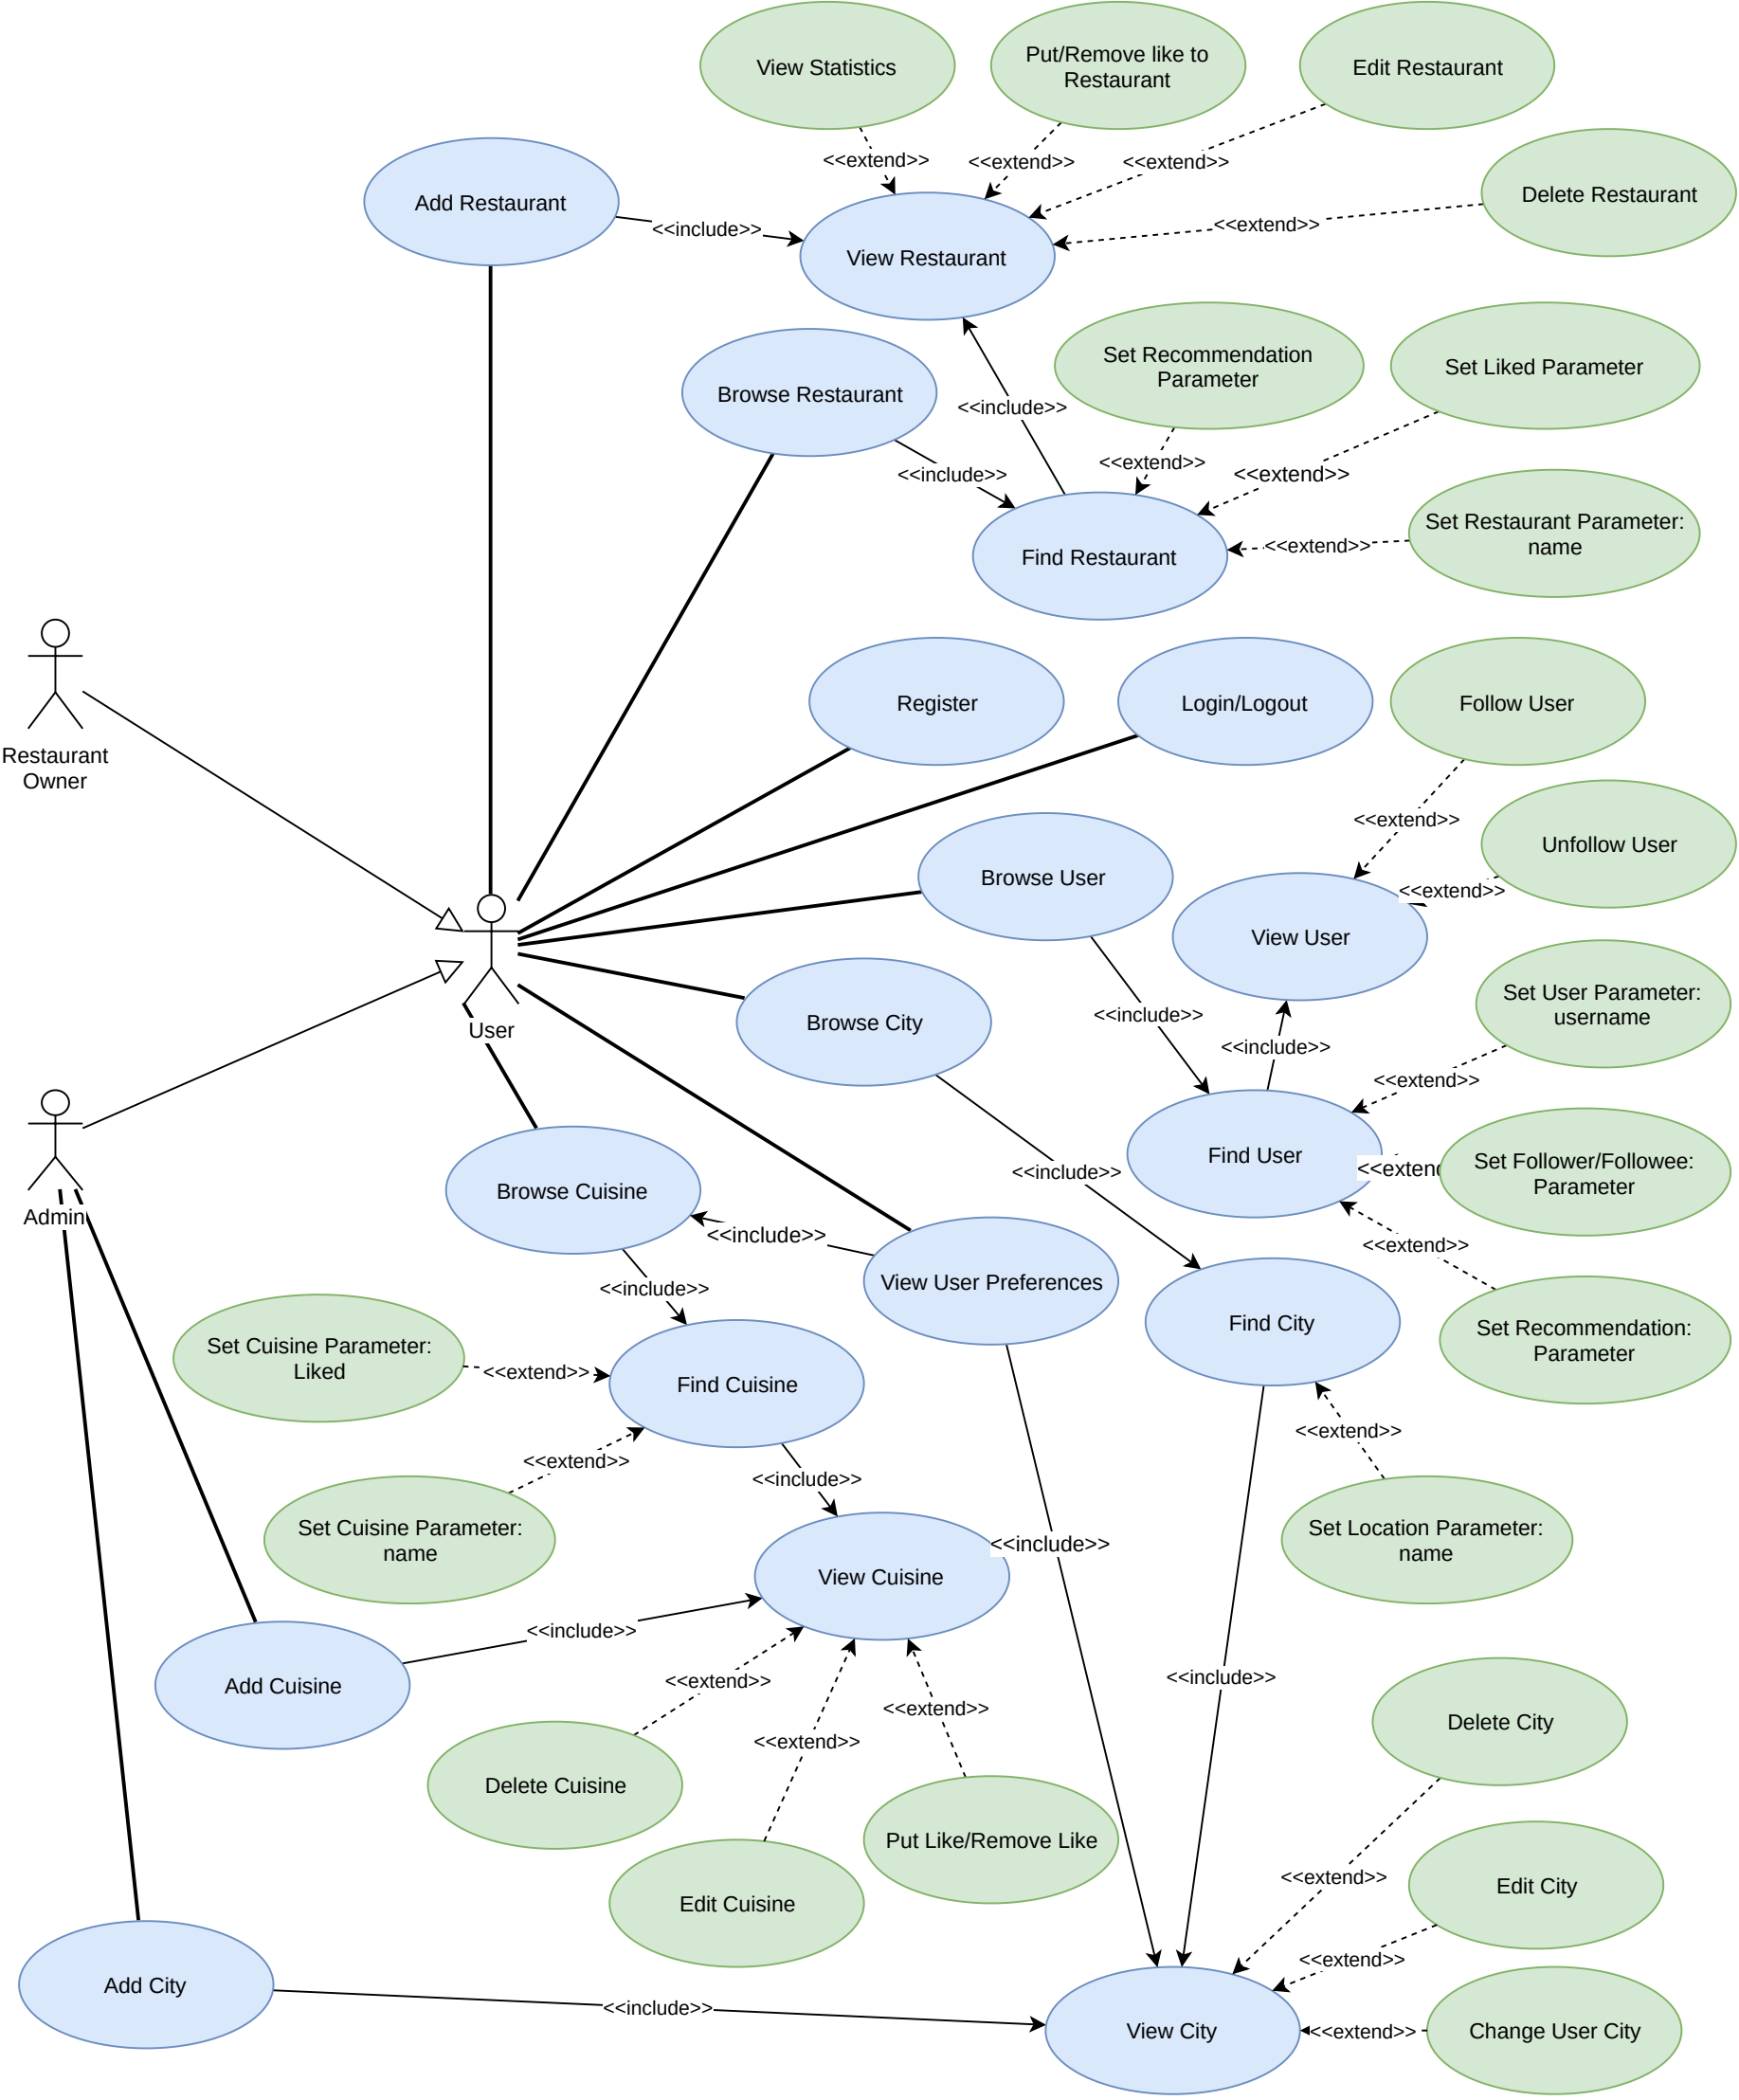 View Statistics
Put/Remove like to
Restaurant
Edit Restaurant
<<extend>>
<<extend>>
<<extend>>
Delete Restaurant
Add Restaurant
<<include>>
<<extend>>
View Restaurant
Browse Restaurant
Set Recommendation
Parameter
Set Liked Parameter
<<include>>
<<include>>
<<extend>>
<<extend>>
Set Restaurant Parameter:
name
<<extend>>
Find Restaurant
Register
Login/Logout
Follow User
Restaurant
Owner
<<extend>>
Unfollow User
Browse User
<<extend>>
View User
Set User Parameter:
username
<<include>>
Browse City
User
<<include>>
<<extend>>
Find User
<<extend
Set Follower/Followee:
Parameter
<<include>>
Browse Cuisine
Admin
<<include>>
<<extend>>
View User Preferences
<<include>>
Find City
Set Recommendation:
Parameter
Set Cuisine Parameter:
Liked
<<extend>>
Find Cuisine
<<extend>>
<<extend>>
<<include>>
Set Cuisine Parameter:
name
Set Location Parameter:
name
<<include>>
View Cuisine
<<include>>
Add Cuisine
<<extend>>
<<include>>
<<extend>>
<<extend>>
Delete City
Delete Cuisine
Put Like/Remove Like
Edit Cuisine
<<extend>>
Edit City
<<extend>>
Add City
<<include>>
View City
<<extend>>
Change User City